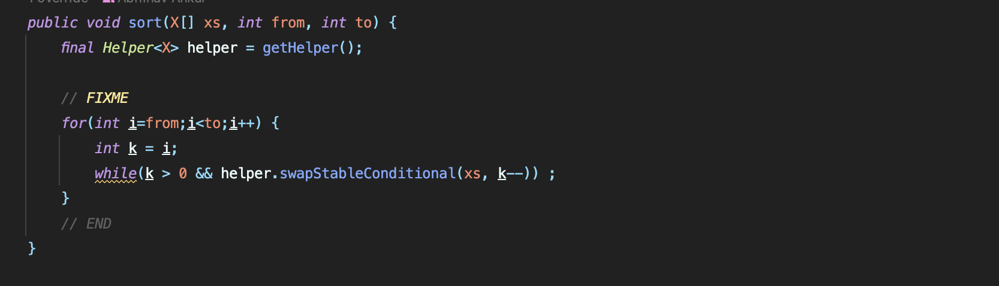 public void sort(X[] xs, int from, int to) {
final Helper<X> helper = getHelper();
// FIXME
for(int i=from;i<to;i++) {
int k = i;
while(k > 0 && helper.swapStableConditional(xs, k--)) ;
}
// END
}